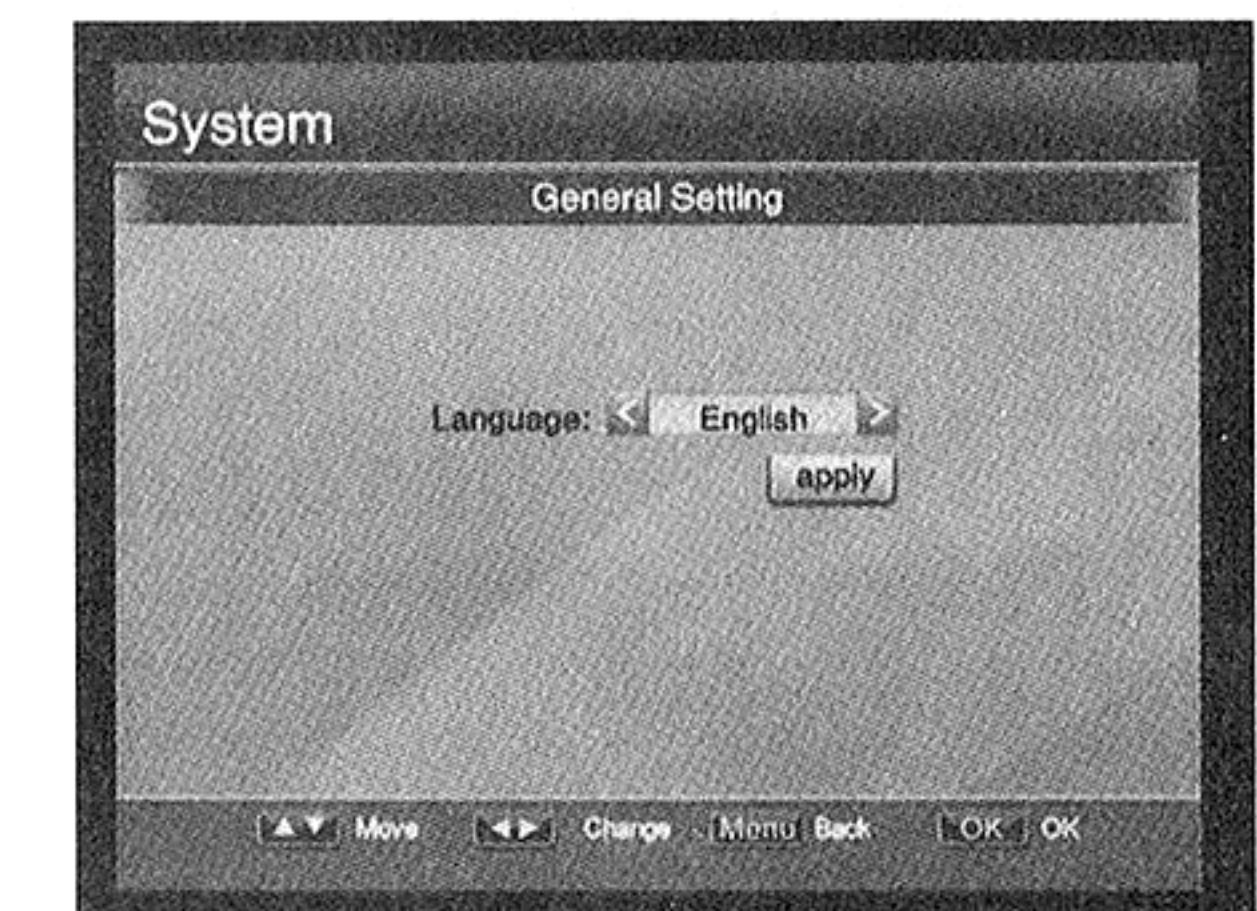 System
General Setting
Language: < English >
apply
▲▼ Move ◀▶ Change Menu Back OK OK